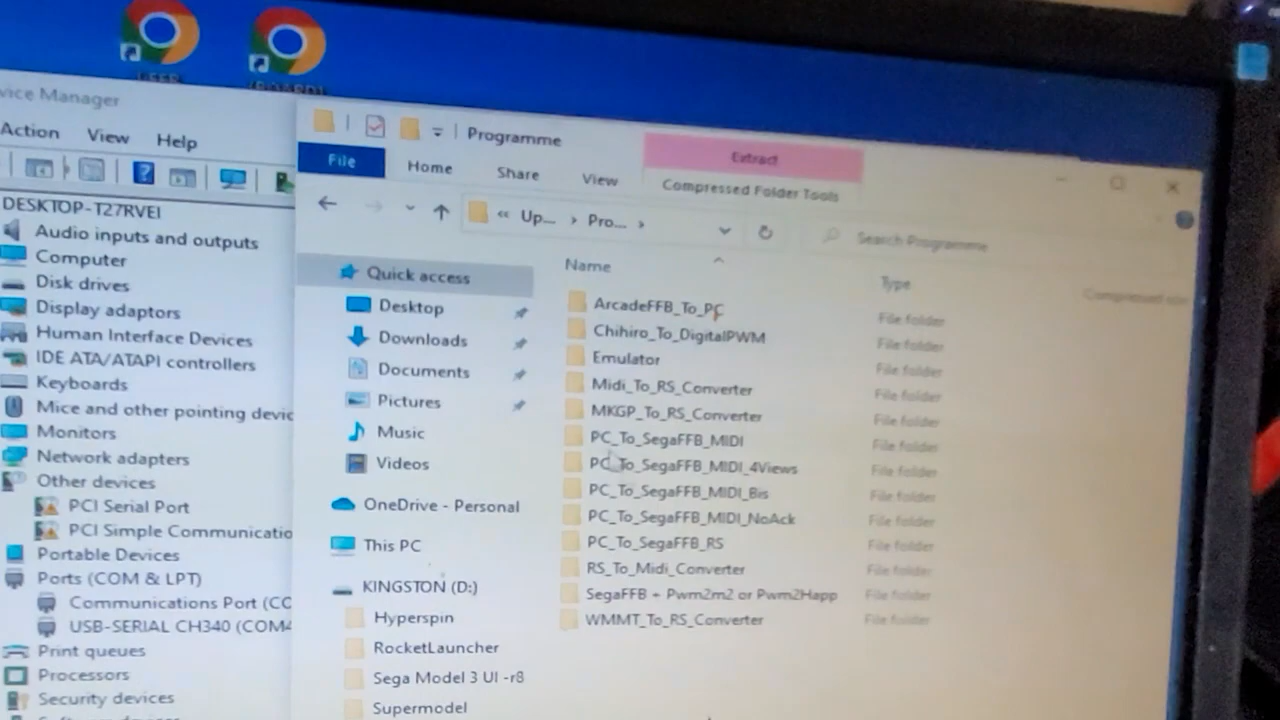 vice Manager
Action View Help
DESKTOP-T27RVEI
Audio inputs and outputs
Computer
Disk drives
Display adaptors
Human Interface Devices
IDE ATA/ATAPI controllers
Keyboards
Mice and other pointing devic
Monitors
Network adapters
Other devices
PCI Serial Port
PCI Simple Communicatio
Portable Devices
Ports (COM & LPT)
Communications Port (CC
USB-SERIAL CH340 (COM4
Print queues
Processors
Security devices
Programme
Extract
File Home Share View Compressed Folder Tools
« Up... > Pro... >
Search Programme
Quick access
Desktop
Downloads
Documents
Pictures
Music
Videos
OneDrive - Personal
This PC
KINGSTON (D:)
Hyperspin
RocketLauncher
Sega Model 3 UI -r8
Supermodel
Name Type
ArcadeFFB_To_PC File folder
Chihiro_To_DigitalPWM File folder
Emulator File folder
Midi_To_RS_Converter File folder
MKGP_To_RS_Converter File folder
PC_To_SegaFFB_MIDI File folder
PC_To_SegaFFB_MIDI_4Views File folder
PC_To_SegaFFB_MIDI_Bis File folder
PC_To_SegaFFB_MIDI_NoAck File folder
PC_To_SegaFFB_RS File folder
RS_To_Midi_Converter File folder
SegaFFB + Pwm2m2 or Pwm2Happ File folder
WMMT_To_RS_Converter File folder